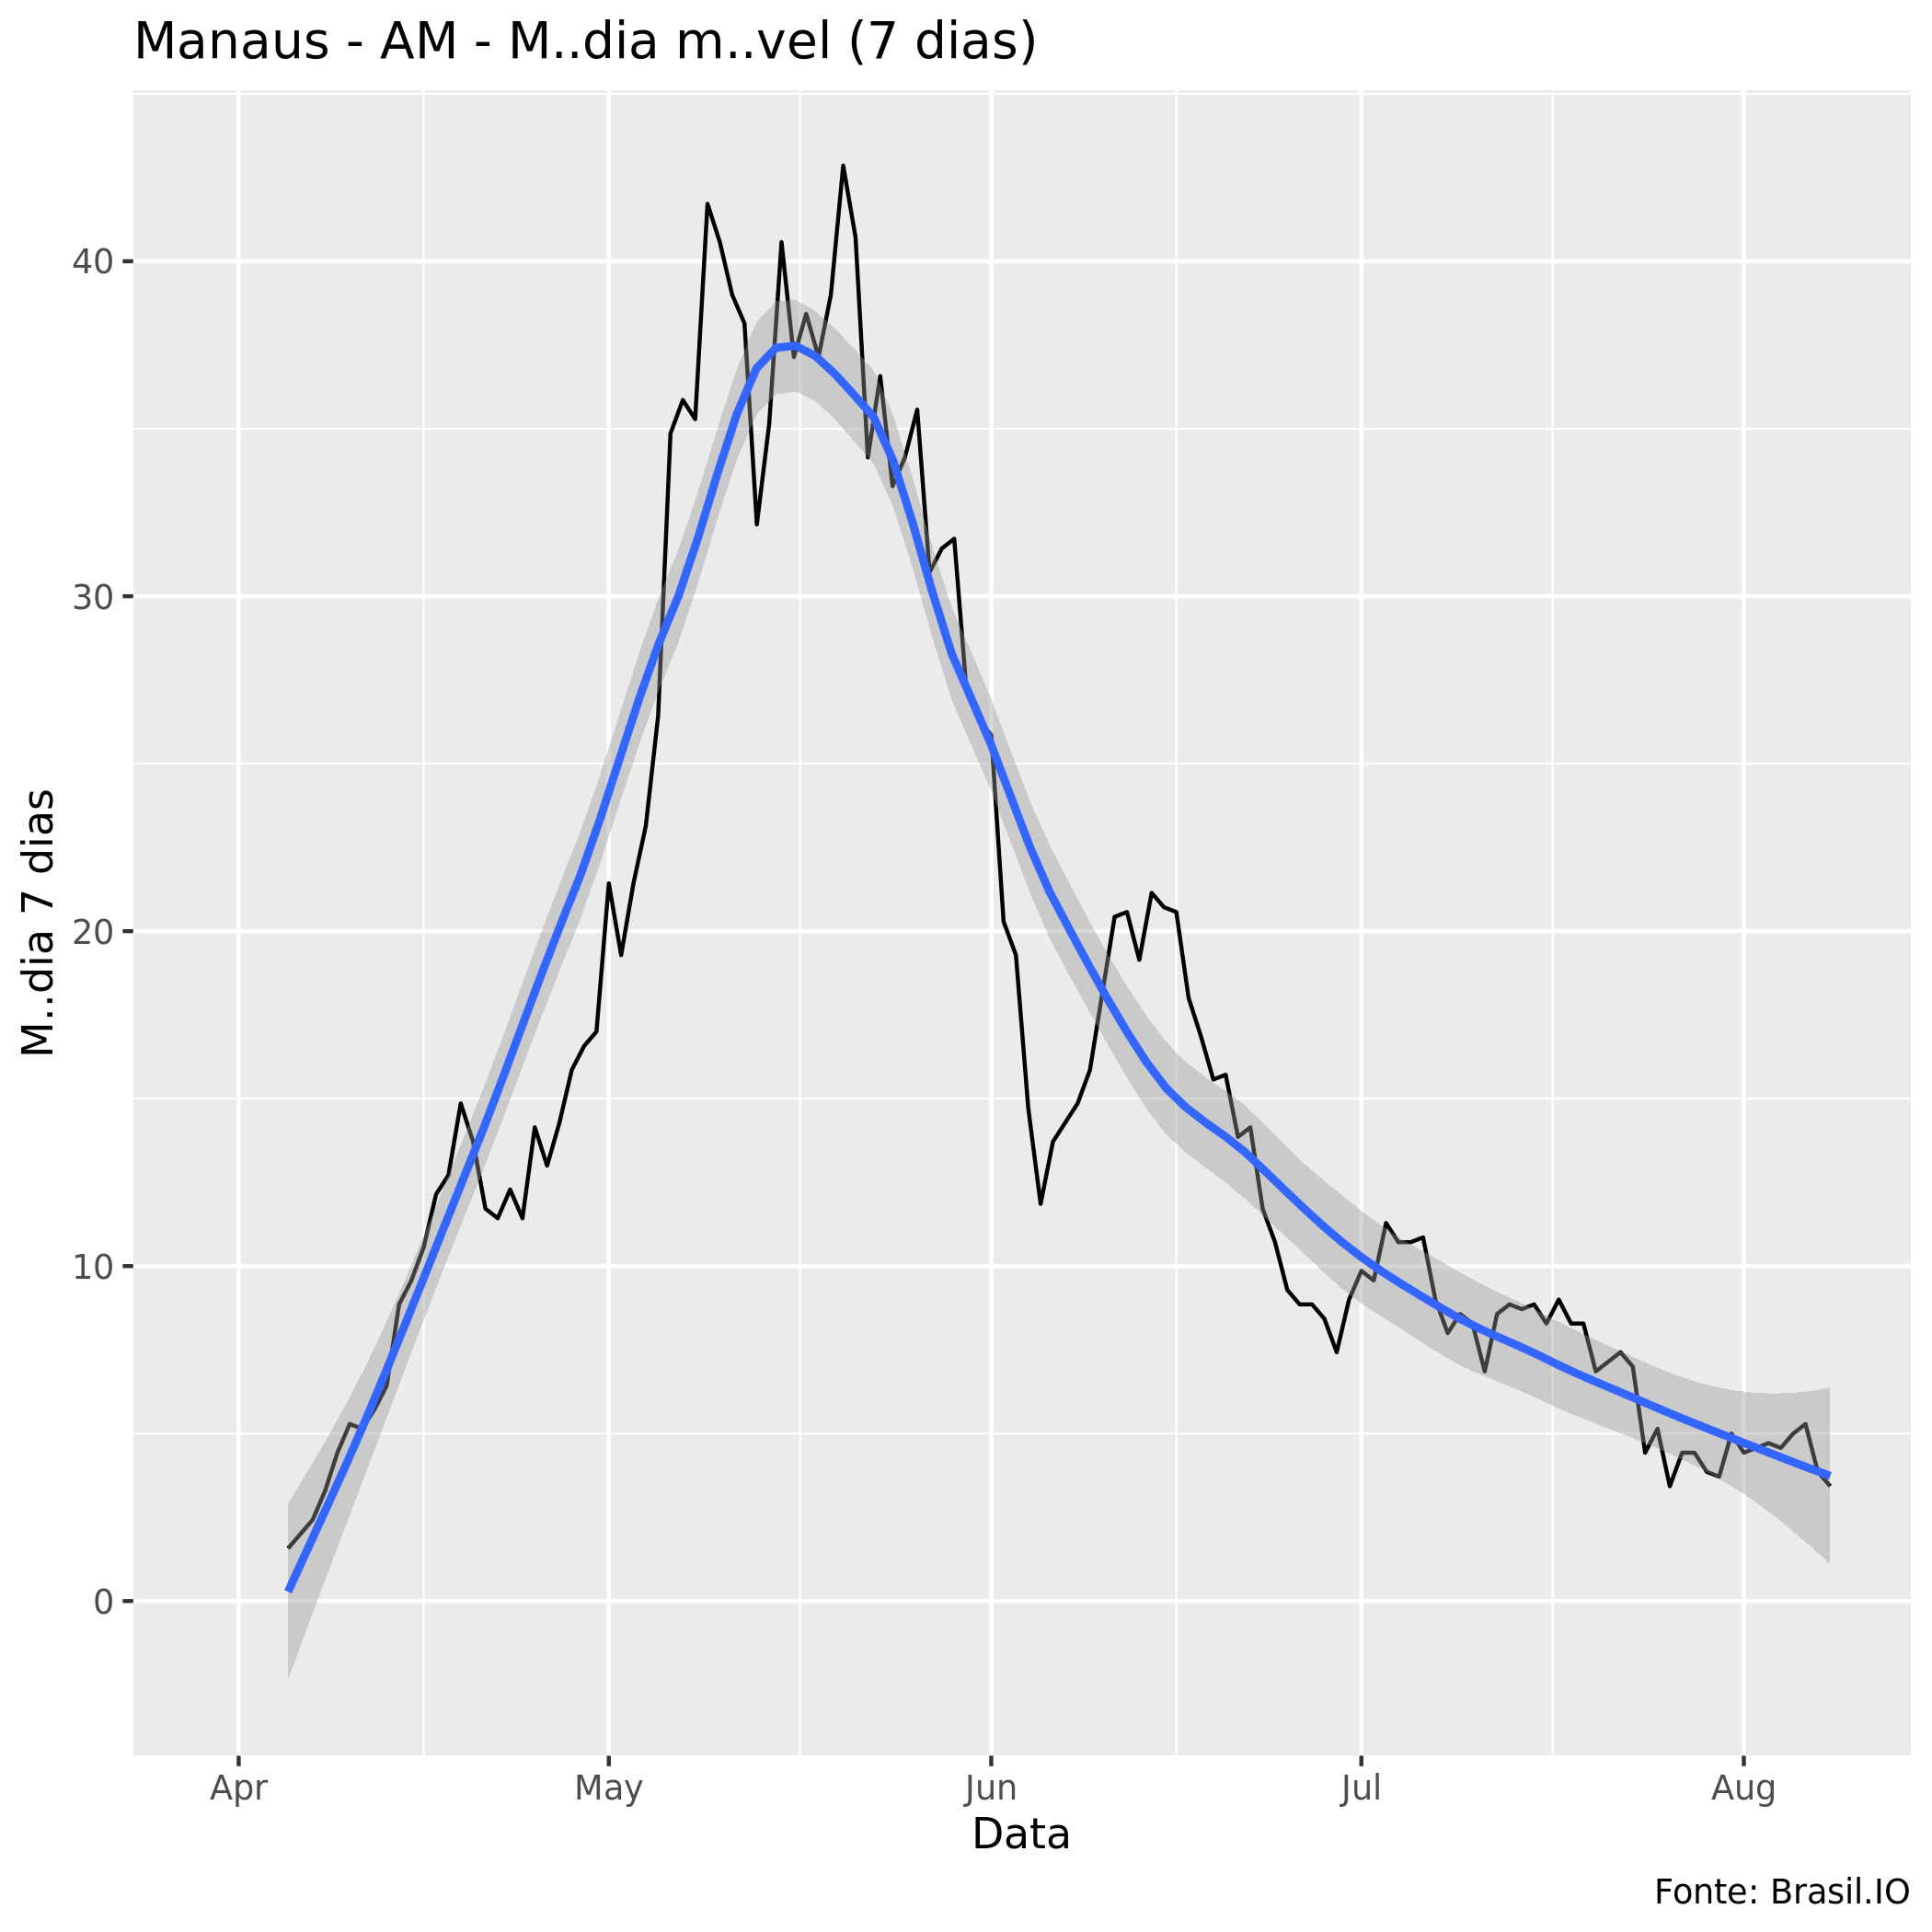 Manaus - AM - M..dia m..vel (7 dias)
M..dia 7 dias
40
30
20
10
0
Apr May Jun Jul Aug
Data
Fonte: Brasil.IO